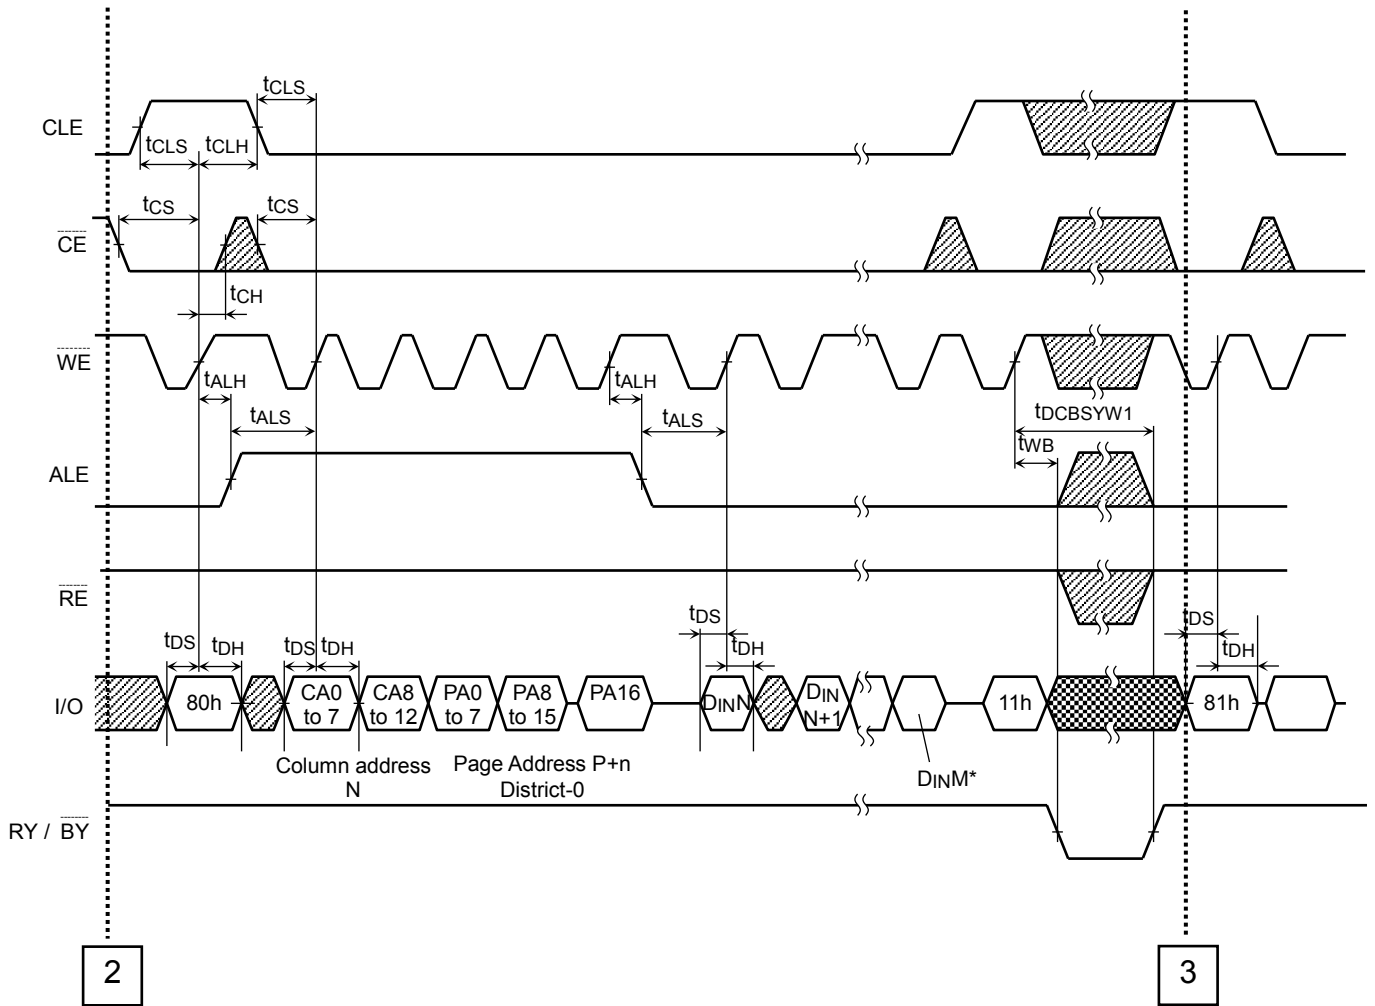 tCLS
CLE
tCLS
tCLH
tCS
tCS
CE
tCH
WE
tALH
tALH
tDCBSYW1
tALS
tALS
tWB
ALE
RE
tDS
tDS
tDS
tDH
tDS
tDH
tDH
tDH
I/O
80h
CA0
to 7
CA8
to 12
PA0
to 7
PA8
to 15
PA16
DINN
DIN
N+1
11h
81h
Column address
N
Page Address P+n
District-0
DINM*
RY / BY
2
3